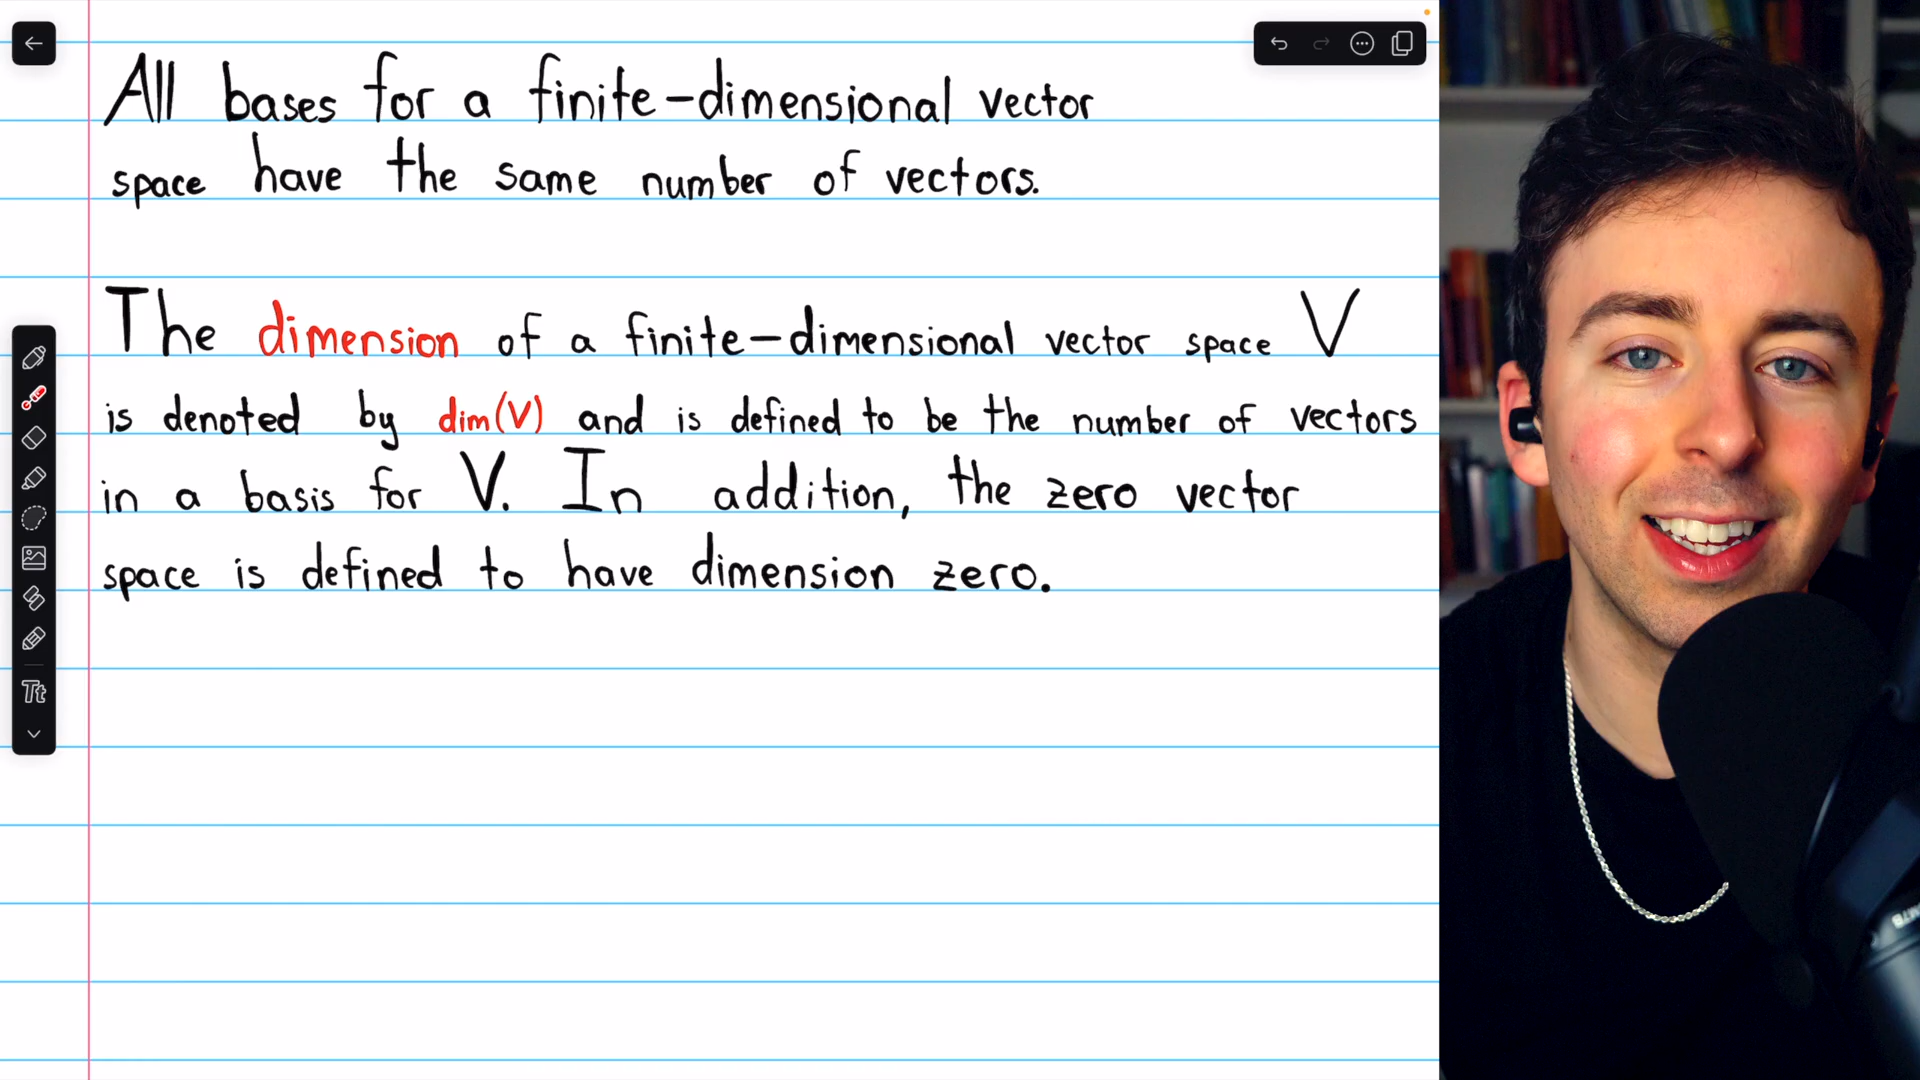 All bases for a finite-dimensional vector
space have the same number of vectors.
The dimension of a finite-dimensional vector space V
is denoted by dim(V) and is defined to be the number of vectors
in a basis for V. In addition, the zero vector
space is defined to have dimension zero.
Tt